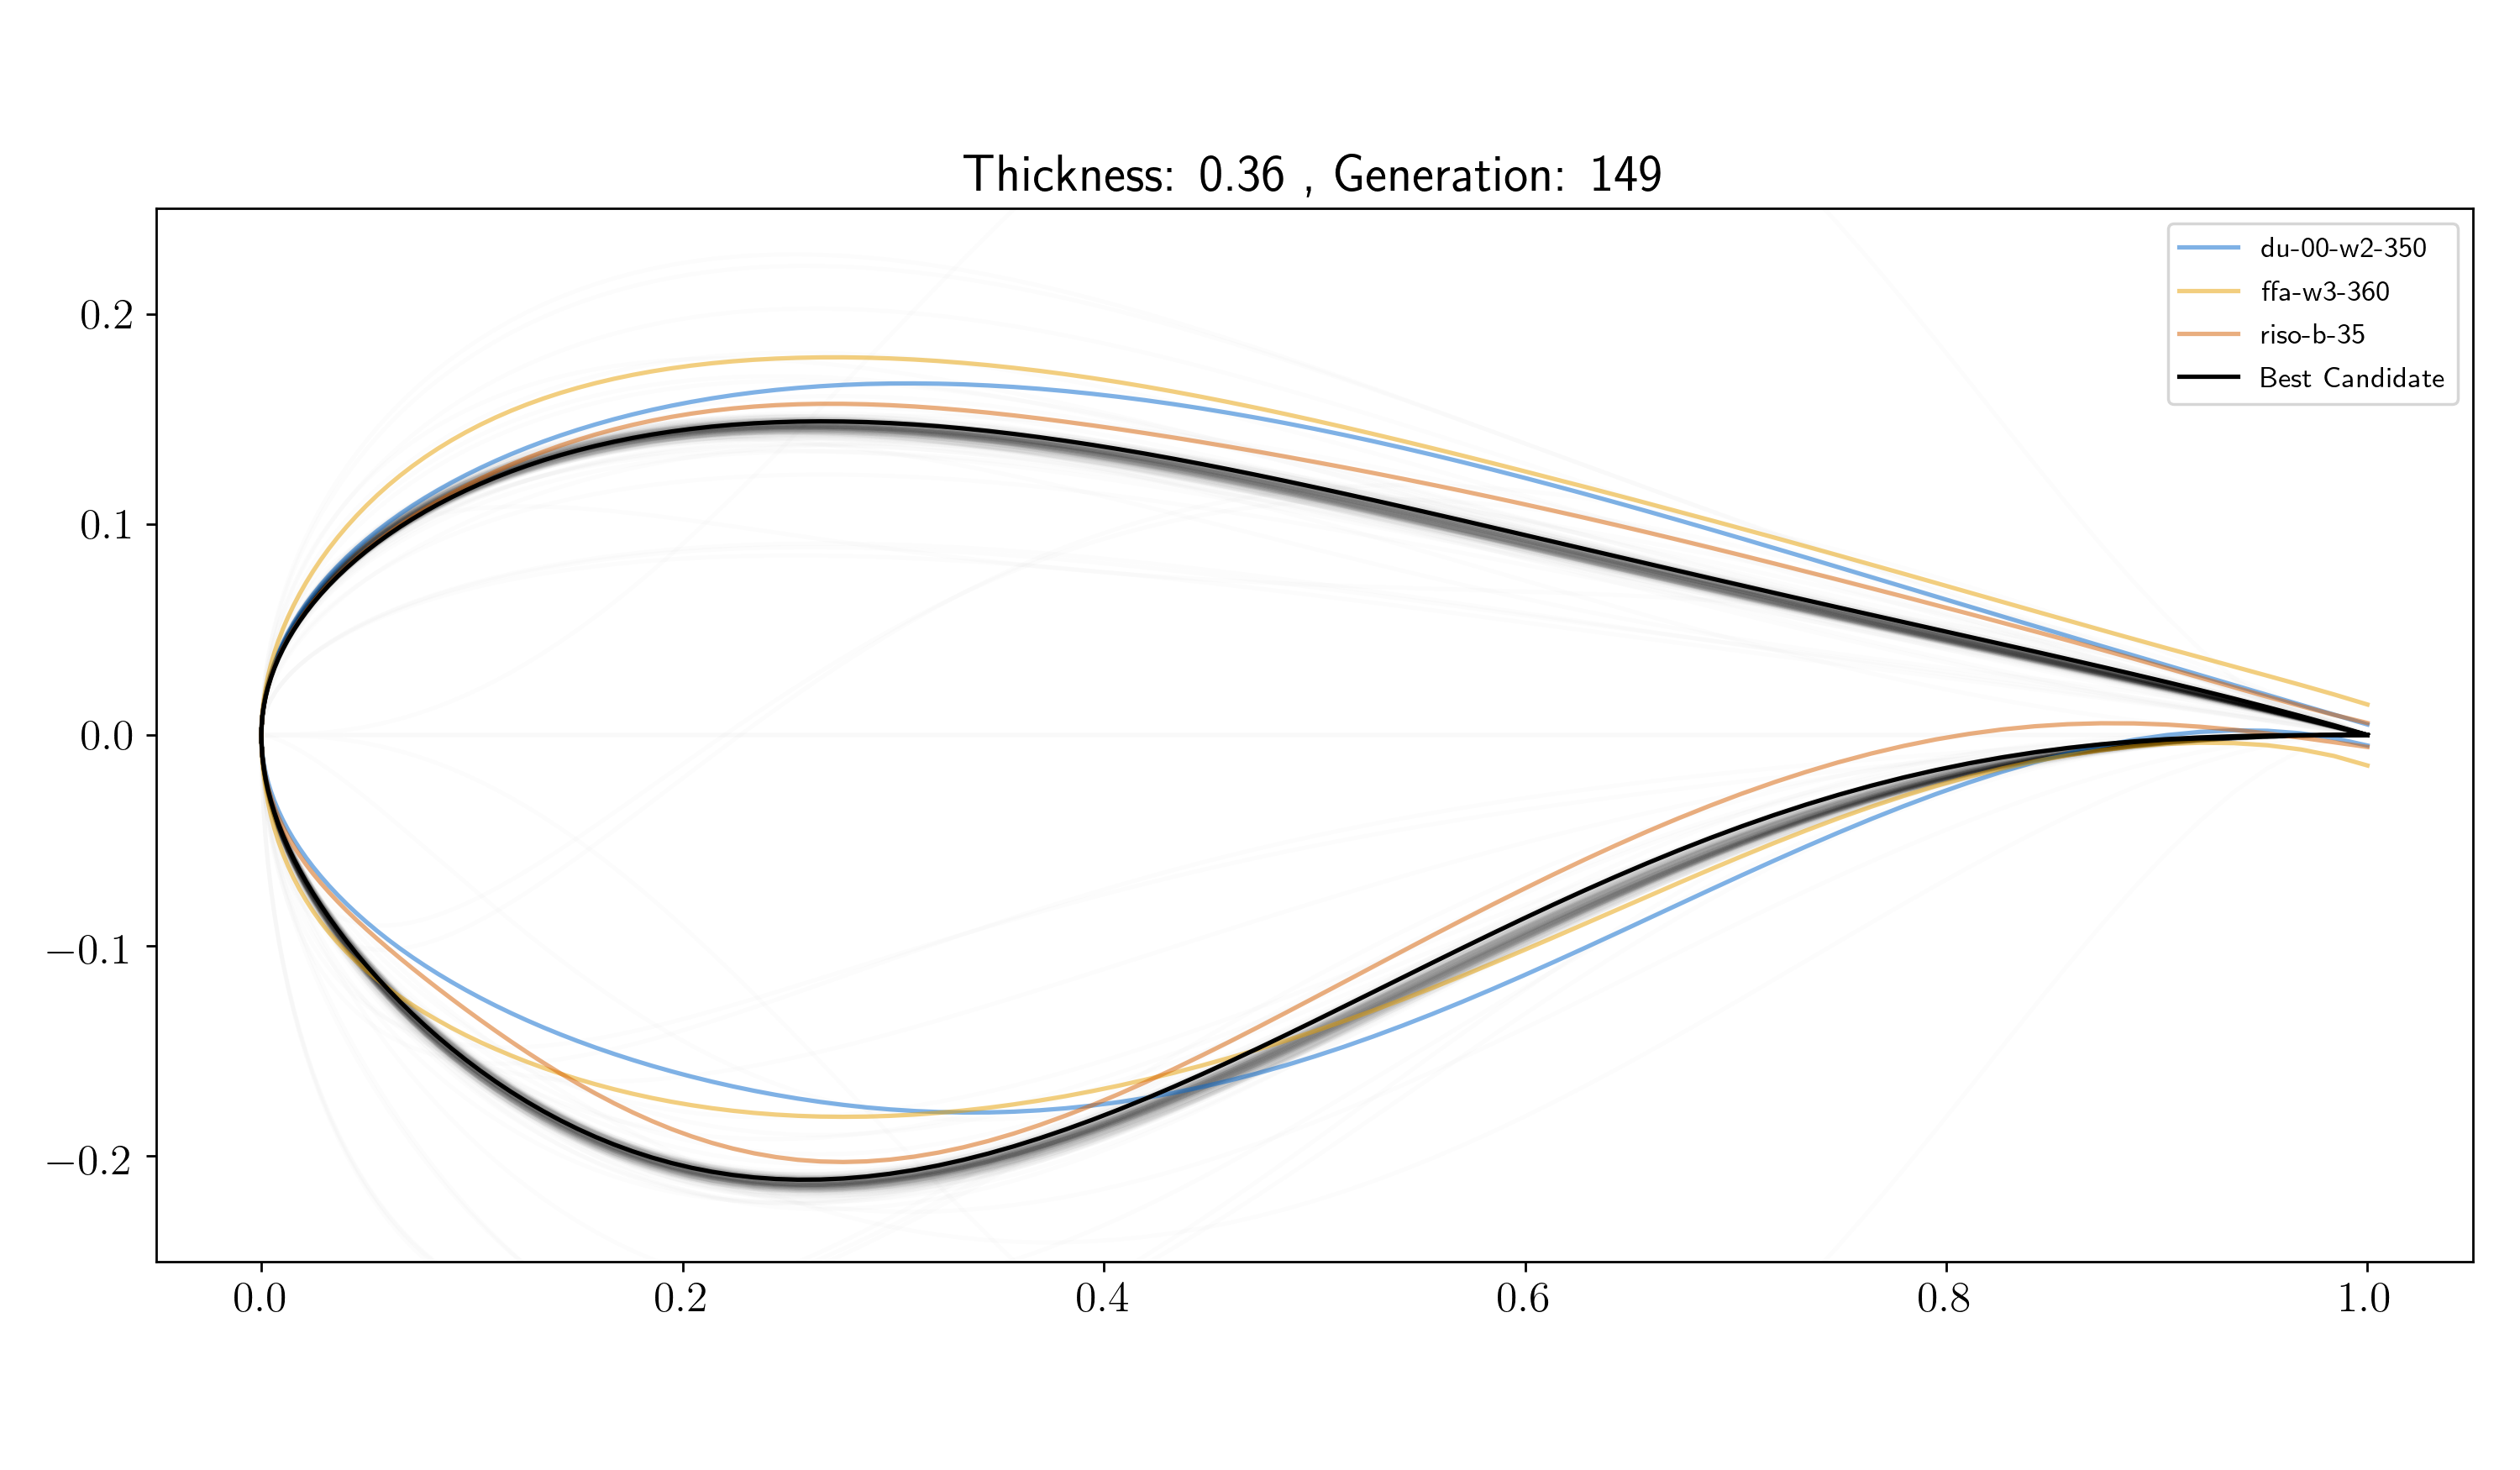 Thickness: 0.36 , Generation: 149
du-00-w2-350
ffa-w3-360
riso-b-35
Best Candidate
0.2
0.1
0.0
−0.1
−0.2
0.0 0.2 0.4 0.6 0.8 1.0